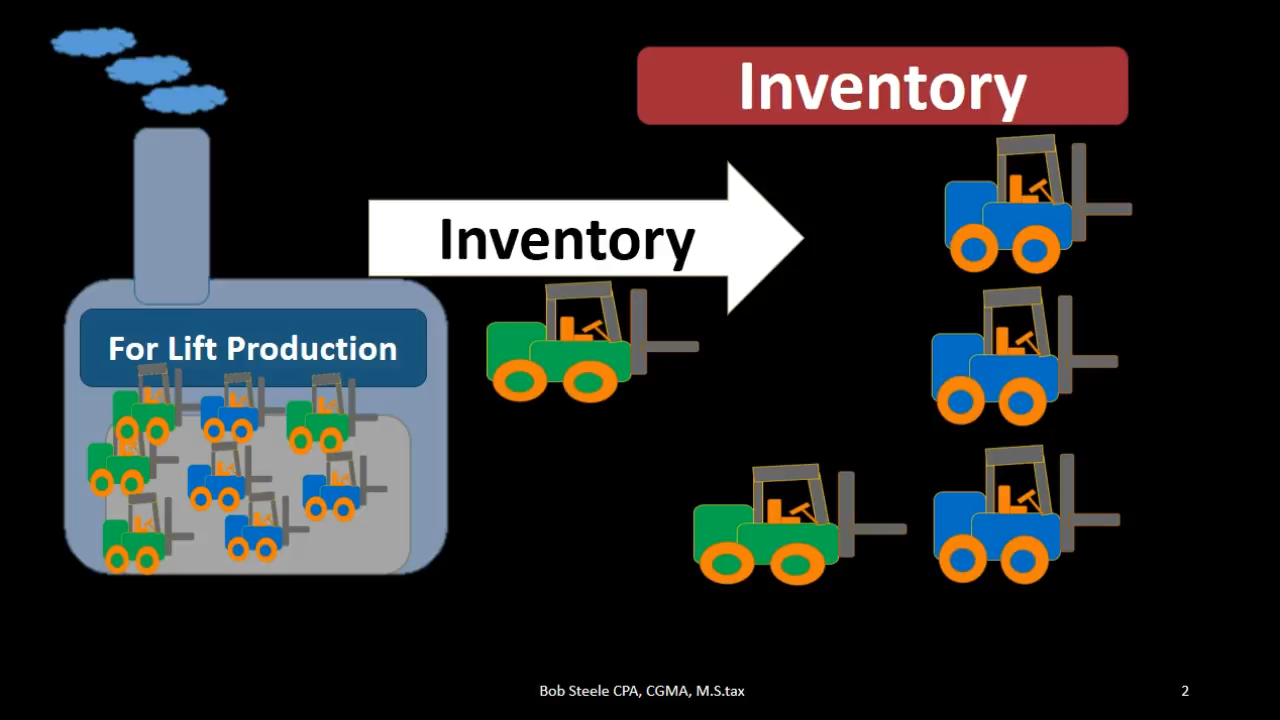 Inventory
Inventory
For Lift Production
Bob Steele CPA, CGMA, M.S.tax
2